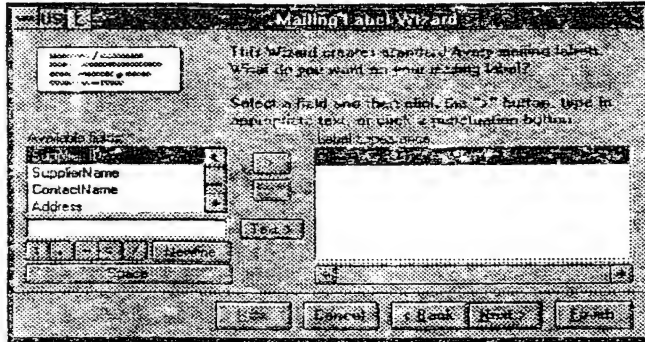 Mailing Label Wizard
This Wizard creates standard Avery mailing labels.
What do you want on your mailing label?
Select a field and then click the ">" button, type in
appropriate text, or click a punctuation button.
Available fields:
Label appearance:
SupplierName
ContactName
Address
Text >
Newline
Space
Cancel
< Back
Next >
Finish